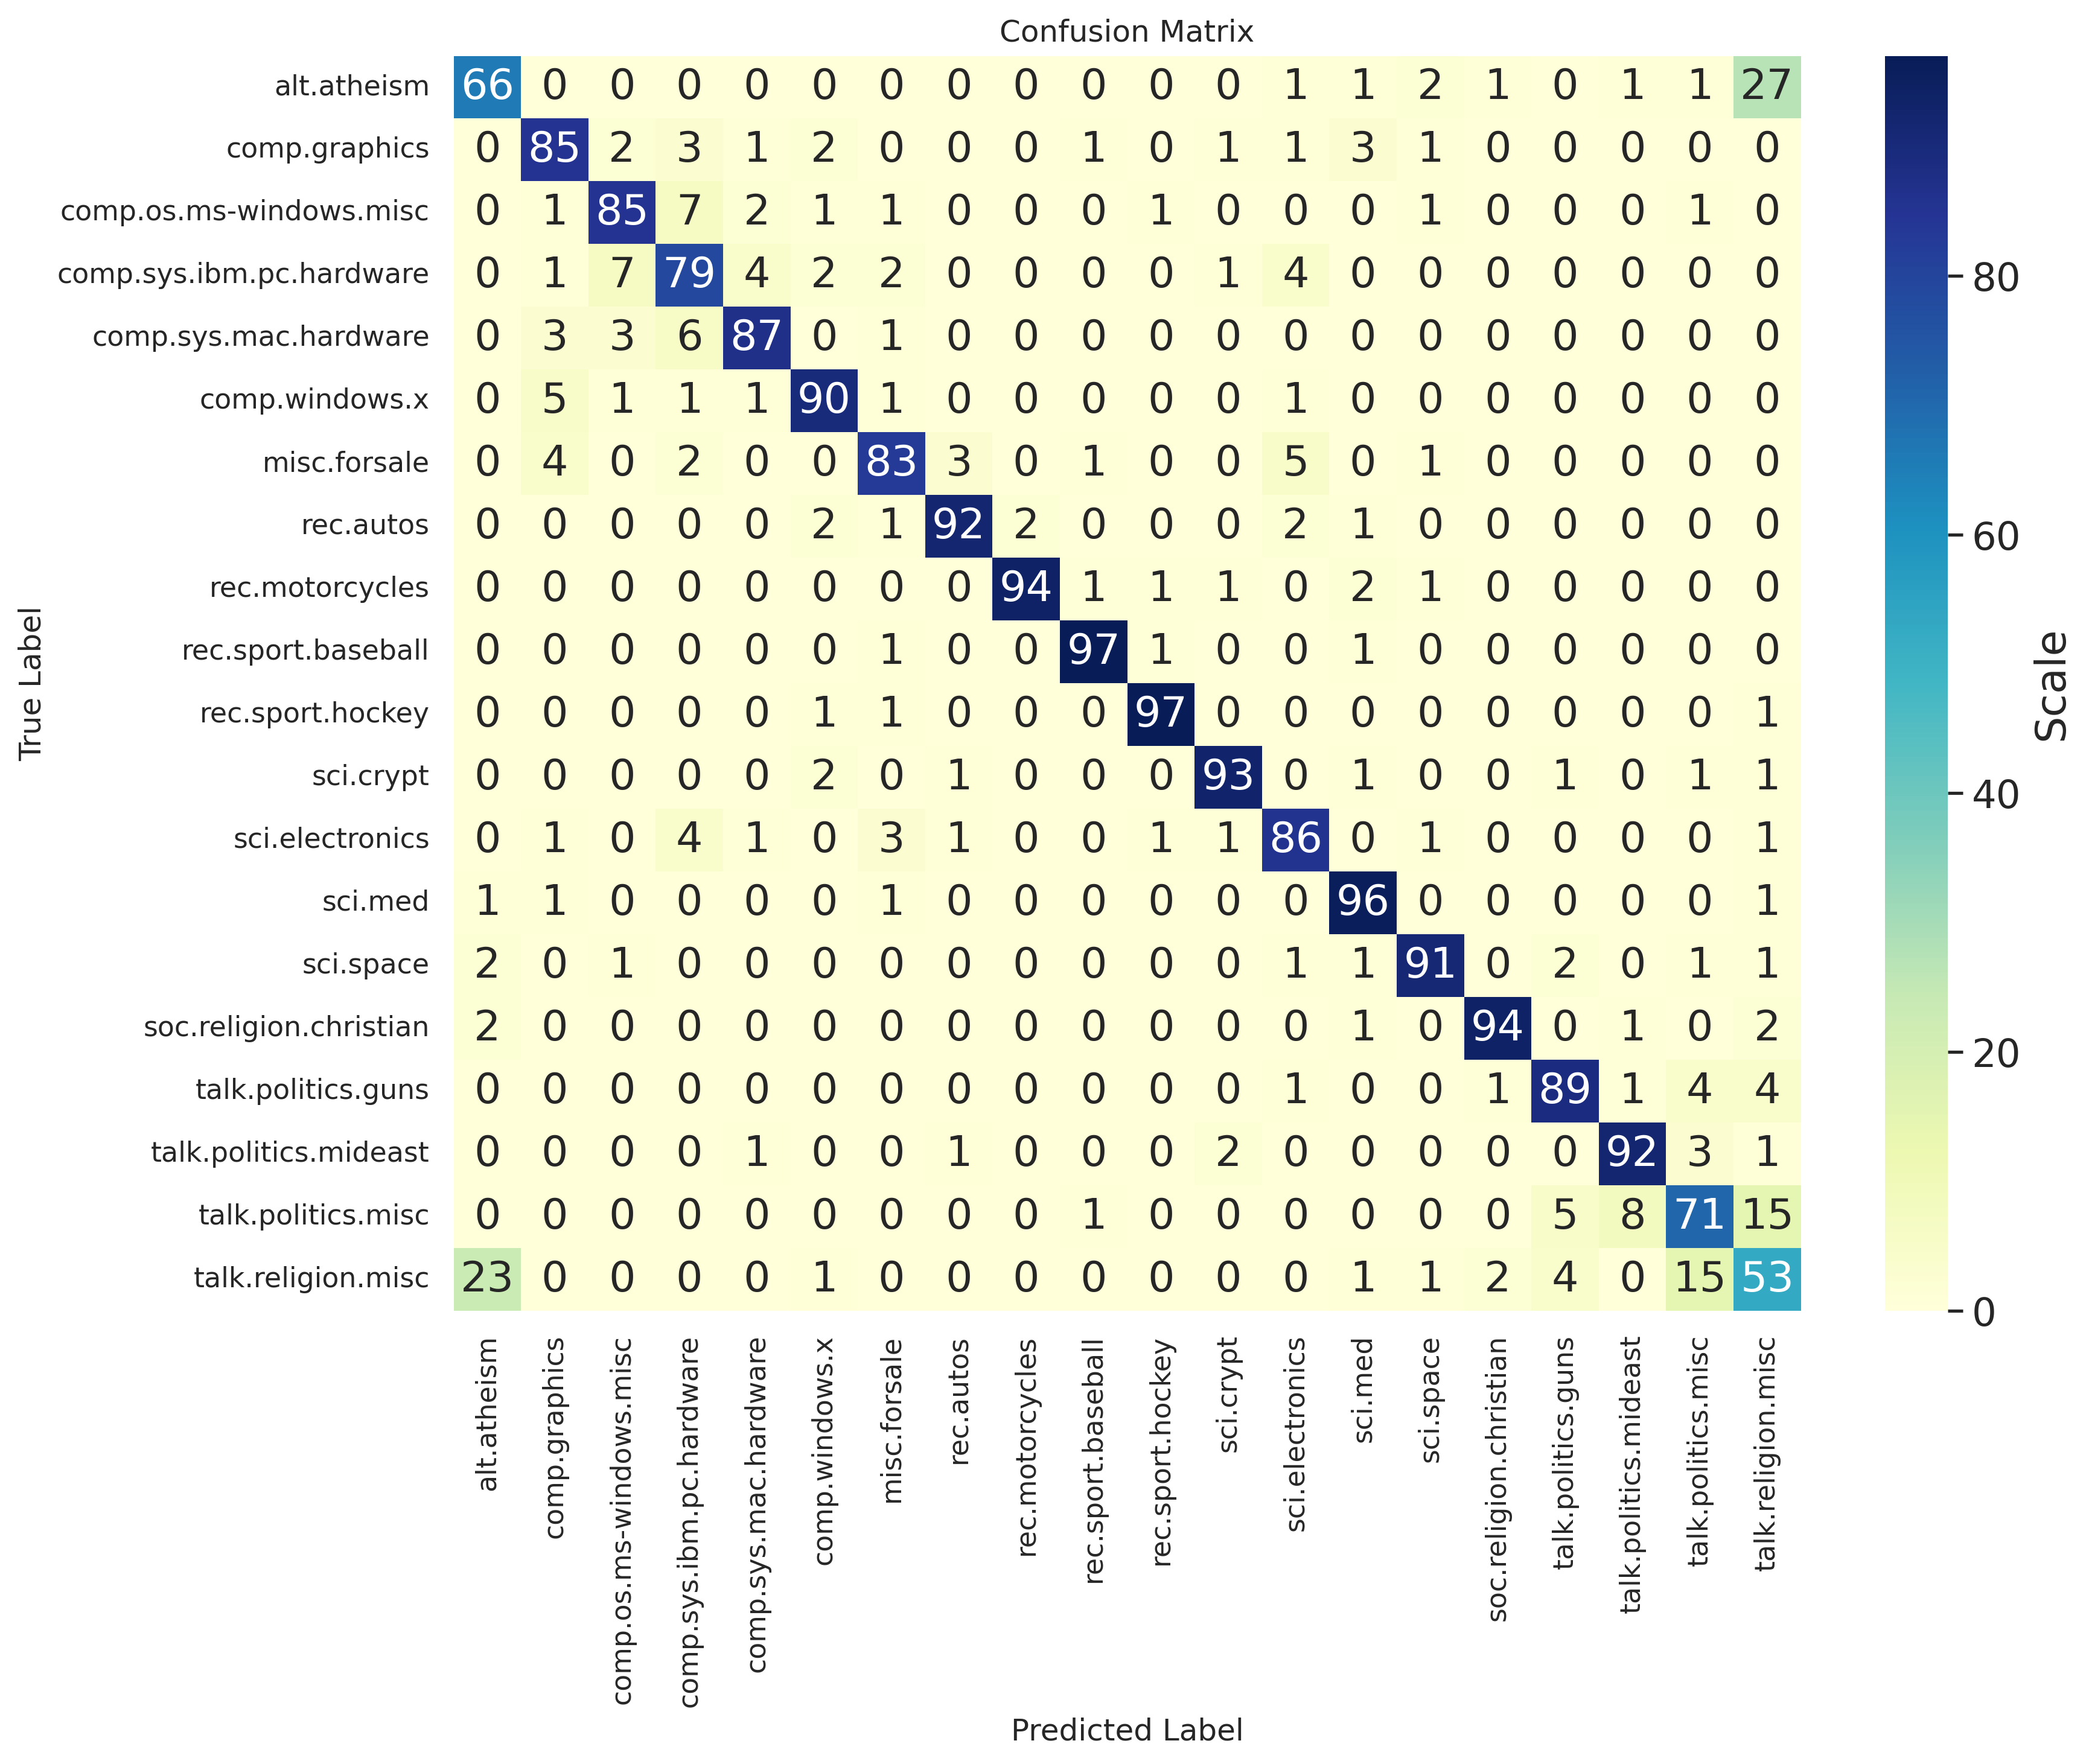 Confusion Matrix
alt.atheism 66 0 0 0 0 0 0 0 0 0 0 0 1 1 2 1 0 1 1 27
comp.graphics 0 85 2 3 1 2 0 0 0 1 0 1 1 3 1 0 0 0 0 0
comp.os.ms-windows.misc 0 1 85 7 2 1 1 0 0 0 1 0 0 0 1 0 0 0 1 0
comp.sys.ibm.pc.hardware 0 1 7 79 4 2 2 0 0 0 0 1 4 0 0 0 0 0 0 0
comp.sys.mac.hardware 0 3 3 6 87 0 1 0 0 0 0 0 0 0 0 0 0 0 0 0
comp.windows.x 0 5 1 1 1 90 1 0 0 0 0 0 1 0 0 0 0 0 0 0
misc.forsale 0 4 0 2 0 0 83 3 0 1 0 0 5 0 1 0 0 0 0 0
rec.autos 0 0 0 0 0 2 1 92 2 0 0 0 2 1 0 0 0 0 0 0
rec.motorcycles 0 0 0 0 0 0 0 0 94 1 1 1 0 2 1 0 0 0 0 0
rec.sport.baseball 0 0 0 0 0 0 1 0 0 97 1 0 0 1 0 0 0 0 0 0
rec.sport.hockey 0 0 0 0 0 1 1 0 0 0 97 0 0 0 0 0 0 0 0 1
sci.crypt 0 0 0 0 0 2 0 1 0 0 0 93 0 1 0 0 1 0 1 1
sci.electronics 0 1 0 4 1 0 3 1 0 0 1 1 86 0 1 0 0 0 0 1
sci.med 1 1 0 0 0 0 1 0 0 0 0 0 0 96 0 0 0 0 0 1
sci.space 2 0 1 0 0 0 0 0 0 0 0 0 1 1 91 0 2 0 1 1
soc.religion.christian 2 0 0 0 0 0 0 0 0 0 0 0 0 1 0 94 0 1 0 2
talk.politics.guns 0 0 0 0 0 0 0 0 0 0 0 0 1 0 0 1 89 1 4 4
talk.politics.mideast 0 0 0 0 1 0 0 1 0 0 0 2 0 0 0 0 0 92 3 1
talk.politics.misc 0 0 0 0 0 0 0 0 0 1 0 0 0 0 0 0 5 8 71 15
talk.religion.misc 23 0 0 0 0 1 0 0 0 0 0 0 0 1 1 2 4 0 15 53
True Label
alt.atheism
comp.graphics
comp.os.ms-windows.misc
comp.sys.ibm.pc.hardware
comp.sys.mac.hardware
comp.windows.x
misc.forsale
rec.autos
rec.motorcycles
rec.sport.baseball
rec.sport.hockey
sci.crypt
sci.electronics
sci.med
sci.space
soc.religion.christian
talk.politics.guns
talk.politics.mideast
talk.politics.misc
talk.religion.misc
Predicted Label
80
60
40
20
0
Scale